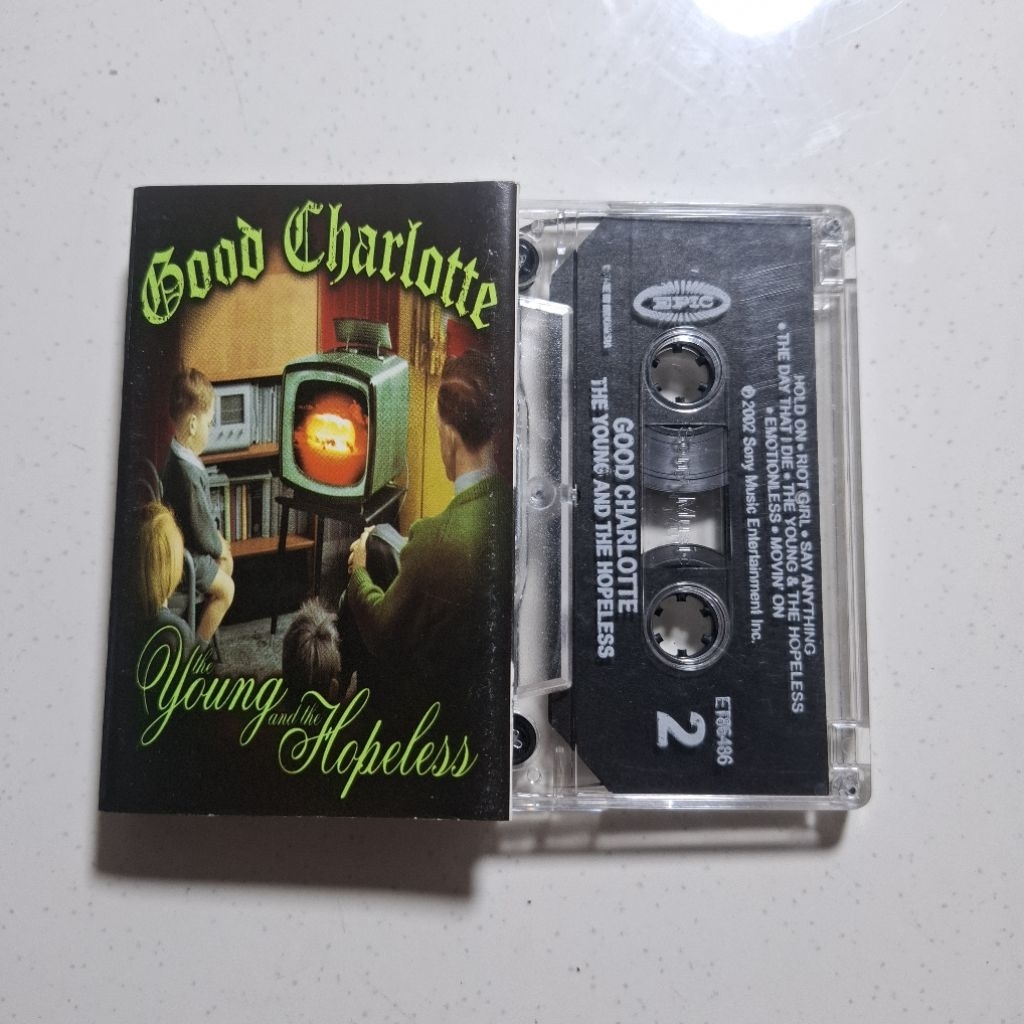 Good Charlotte
the Young and the Hopeless
EPIC
GOOD CHARLOTTE
THE YOUNG AND THE HOPELESS
HOLD ON • RIOT GIRL • SAY ANYTHING
• THE DAY THAT I DIE • THE YOUNG & THE HOPELESS
• EMOTIONLESS • MOVIN' ON
℗ 2002 Sony Music Entertainment Inc.
2
ET86486